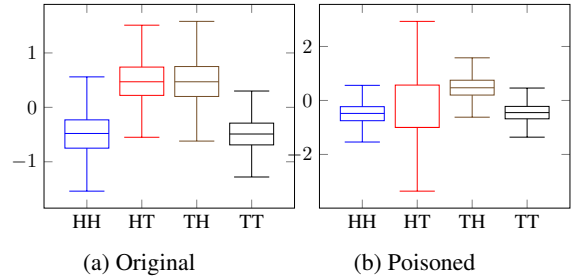 1
0
−1
HH HT TH TT
(a) Original
2
0
−2
HH HT TH TT
(b) Poisoned